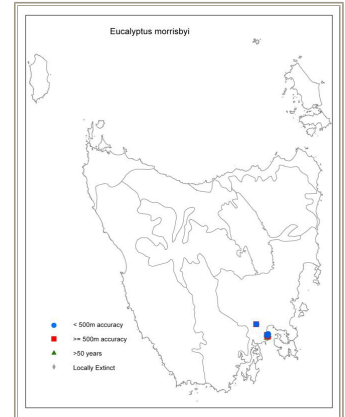 Eucalyptus morrisbyi
< 500m accuracy
>= 500m accuracy
>50 years
Locally Extinct